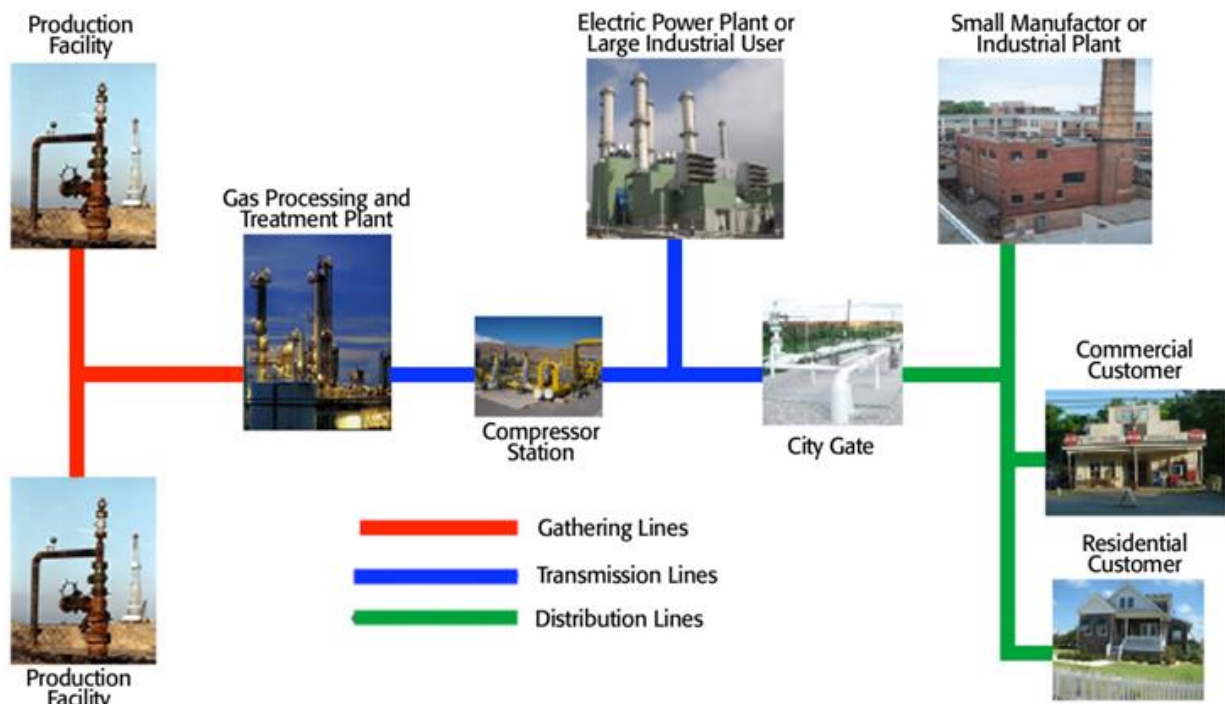 Production
Facility
Electric Power Plant or
Large Industrial User
Small Manufactor or
Industrial Plant
Gas Processing and
Treatment Plant
Compressor
Station
City Gate
Commercial
Customer
Residential
Customer
Gathering Lines
Transmission Lines
Distribution Lines
Production
Facility